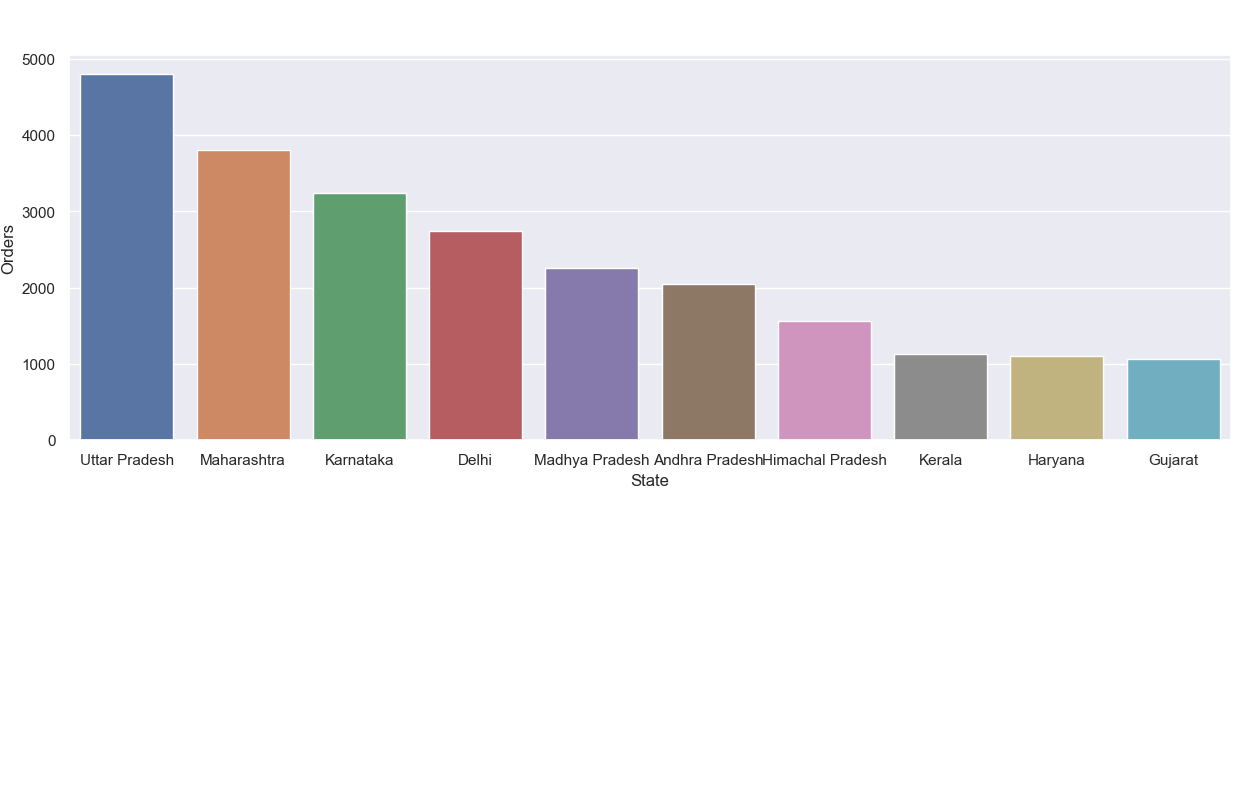 5000
4000
3000
2000
1000
0
Orders
Uttar Pradesh Maharashtra Karnataka Delhi Madhya Pradesh Andhra Pradesh Himachal Pradesh Kerala Haryana Gujarat
State